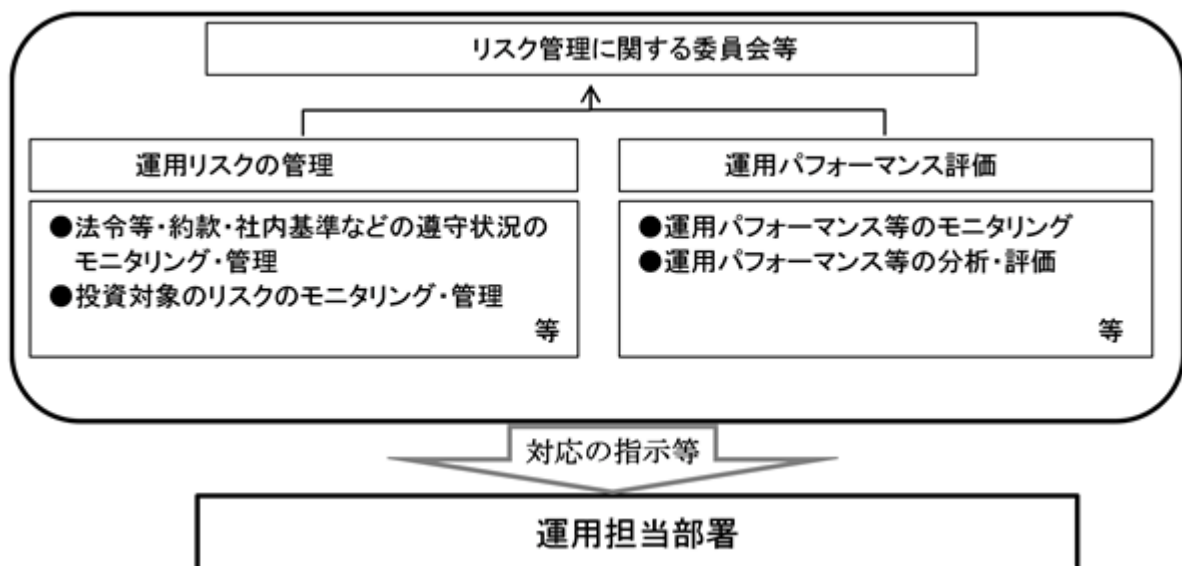 リスク管理に関する委員会等
運用リスクの管理
●法令等・約款・社内基準などの遵守状況の
モニタリング・管理
●投資対象のリスクのモニタリング・管理
等
運用パフォーマンス評価
●運用パフォーマンス等のモニタリング
●運用パフォーマンス等の分析・評価
等
対応の指示等
運用担当部署